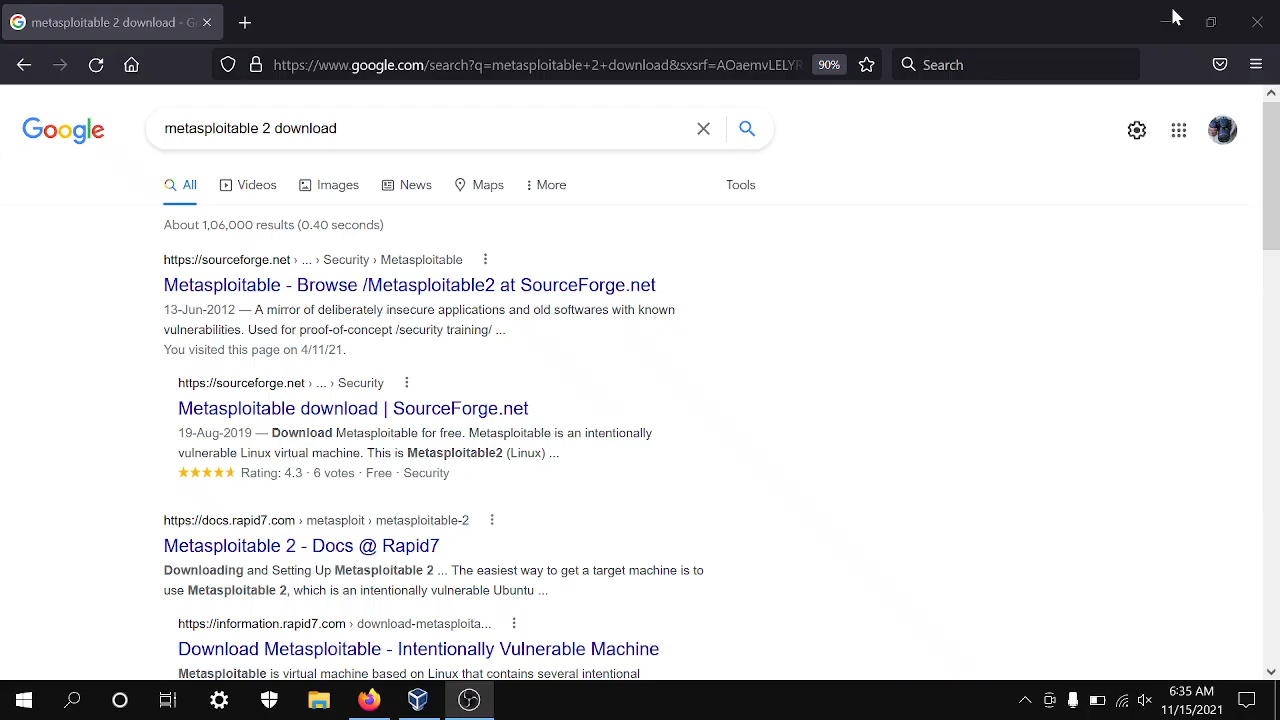 metasploitable 2 download - Go
https://www.google.com/search?q=metasploitable+2+download&sxsrf=AOaemvLELYR
90%
Search
Google
metasploitable 2 download
All
Videos
Images
News
Maps
More
Tools
About 1,06,000 results (0.40 seconds)
https://sourceforge.net › ... › Security › Metasploitable
Metasploitable - Browse /Metasploitable2 at SourceForge.net
13-Jun-2012 — A mirror of deliberately insecure applications and old softwares with known
vulnerabilities. Used for proof-of-concept /security training/ ...
You visited this page on 4/11/21.
https://sourceforge.net › ... › Security
Metasploitable download | SourceForge.net
19-Aug-2019 — Download Metasploitable for free. Metasploitable is an intentionally
vulnerable Linux virtual machine. This is Metasploitable2 (Linux) ...
Rating: 4.3 · 6 votes · Free · Security
https://docs.rapid7.com › metasploit › metasploitable-2
Metasploitable 2 - Docs @ Rapid7
Downloading and Setting Up Metasploitable 2 ... The easiest way to get a target machine is to
use Metasploitable 2, which is an intentionally vulnerable Ubuntu ...
https://information.rapid7.com › download-metasploita...
Download Metasploitable - Intentionally Vulnerable Machine
Metasploitable is virtual machine based on Linux that contains several intentional
6:35 AM
11/15/2021